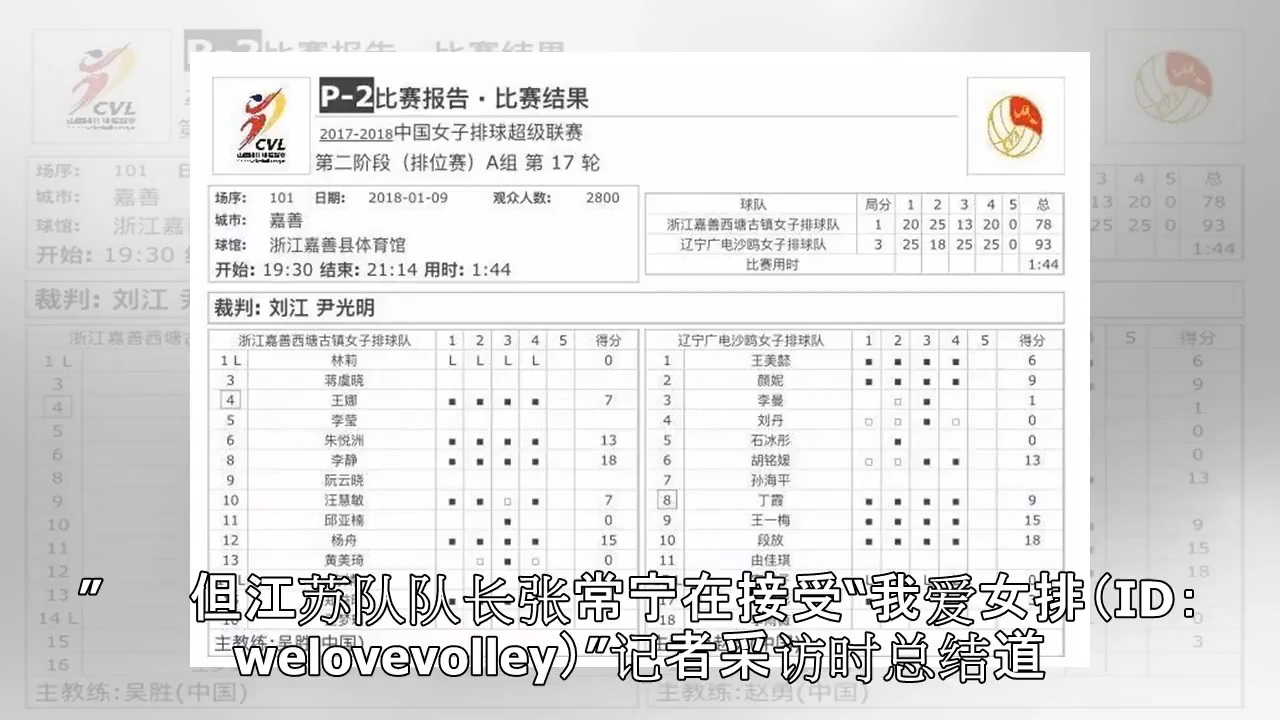 P-2比赛报告·比赛结果
CVL
2017-2018中国女子排球超级联赛
第二阶段（排位赛）A组 第 17 轮
场序: 101 日期: 2018-01-09 观众人数: 2800
城市: 嘉善
球馆: 浙江嘉善县体育馆
开始: 19:30 结束: 21:14 用时: 1:44
球队 局分 1 2 3 4 5 总
浙江嘉善西塘古镇女子排球队 1 20 25 13 20 0 78
辽宁广电沙鸥女子排球队 3 25 18 25 25 0 93
比赛用时 1:44
裁判: 刘江 尹光明
浙江嘉善西塘古镇女子排球队 1 2 3 4 5 得分
1 L 林莉 L L L L 0
3 蒋虞晓
4 王娜 ■ ■ ■ ■ 7
5 李莹
6 朱悦洲 ■ ■ ■ ■ 13
8 李静 ■ ■ ■ ■ 18
9 阮云晓
10 汪慧敏 ■ ■ □ ■ 7
11 邱亚楠 ■ 0
12 杨舟 ■ ■ ■ ■ 15
13 黄美琦 □ ■ □ 0
主教练:吴胜(中国)
辽宁广电沙鸥女子排球队 1 2 3 4 5 得分
1 王美懿 ■ ■ ■ ■ 6
2 颜妮 ■ ■ ■ ■ 9
3 李曼 □ ■ 1
4 刘丹 □ □ ■ □ 0
5 石冰彤 ■ 0
6 胡铭媛 □ □ ■ ■ 13
7 孙海平
8 丁霞 ■ ■ ■ ■ 9
9 王一梅 ■ ■ ■ ■ 15
10 段放 ■ ■ ■ ■ 18
11 由佳琪
主教练:赵勇(中国)
” 但江苏队队长张常宁在接受“我爱女排(ID:
welovevolley)”记者采访时总结道